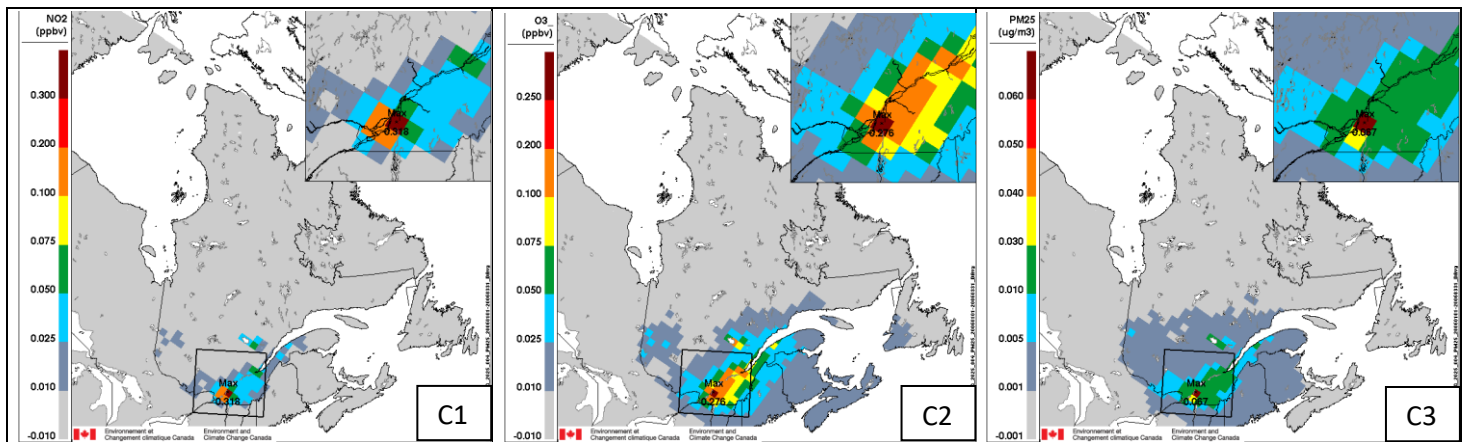 NO2
(ppbv)
0.300
0.200
0.100
0.075
0.050
0.025
0.010
-0.010
Max
0.318
Max
0.318
Environnement et
Changement climatique Canada
Environment and
Climate Change Canada
C1
O3
(ppbv)
0.250
0.200
0.100
0.075
0.050
0.025
0.010
-0.010
Max
0.276
Max
0.276
Environnement et
Changement climatique Canada
Environment and
Climate Change Canada
C2
PM25
(ug/m3)
0.060
0.050
0.040
0.030
0.010
0.005
0.001
-0.001
Max
0.067
Max
0.067
Environnement et
Changement climatique Canada
Environment and
Climate Change Canada
C3